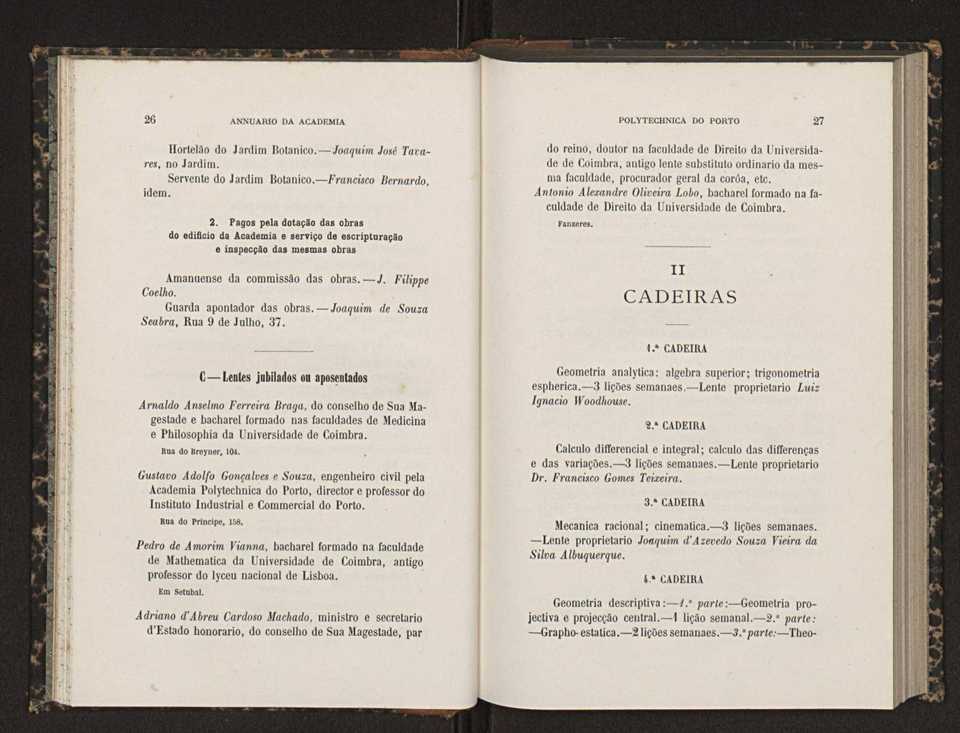 26
ANNUARIO DA ACADEMIA
Hortelão do Jardim Botanico.—Joaquim José Tava-
res, no Jardim.
Servente do Jardim Botanico.—Francisco Bernardo,
idem.
2. Pagos pela dotação das obras
do edificio da Academia e serviço de escripturação
e inspecção das mesmas obras
Amanuense da commissão das obras.—J. Filippe
Coelho.
Guarda apontador das obras.—Joaquim de Souza
Seabra, Rua 9 de Julho, 37.
C—Lentes jubilados ou aposentados
Arnaldo Anselmo Ferreira Braga, do conselho de Sua Ma-
gestade e bacharel formado nas faculdades de Medicina
e Philosophia da Universidade de Coimbra.
Rua do Breyner, 104.
Gustavo Adolfo Gonçalves e Souza, engenheiro civil pela
Academia Polytechnica do Porto, director e professor do
Instituto Industrial e Commercial do Porto.
Rua do Principe, 158.
Pedro de Amorim Vianna, bacharel formado na faculdade
de Mathematica da Universidade de Coimbra, antigo
professor do lyceu nacional de Lisboa.
Em Setubal.
Adriano d'Abreu Cardoso Machado, ministro e secretario
d'Estado honorario, do conselho de Sua Magestade, par
POLYTECHNICA DO PORTO
27
do reino, doutor na faculdade de Direito da Universida-
de de Coimbra, antigo lente substituto ordinario da mes-
ma faculdade, procurador geral da corôa, etc.
Antonio Alexandre Oliveira Lobo, bacharel formado na fa-
culdade de Direito da Universidade de Coimbra.
Fanzeres.
II
CADEIRAS
1.ª CADEIRA
Geometria analytica; algebra superior; trigonometria
espherica.—3 lições semanaes.—Lente proprietario Luiz
Ignacio Woodhouse.
2.ª CADEIRA
Calculo differencial e integral; calculo das differenças
e das variações.—3 lições semanaes.—Lente proprietario
Dr. Francisco Gomes Teixeira.
3.ª CADEIRA
Mecanica racional; cinematica.—3 lições semanaes.
—Lente proprietario Joaquim d'Azevedo Souza Vieira da
Silva Albuquerque.
4.ª CADEIRA
Geometria descriptiva:—1.ª parte:—Geometria pro-
jectiva e projecção central.—1 lição semanal.—2.ª parte:
—Grapho-estatica.—2 lições semanaes.—3.ª parte:—Theo-